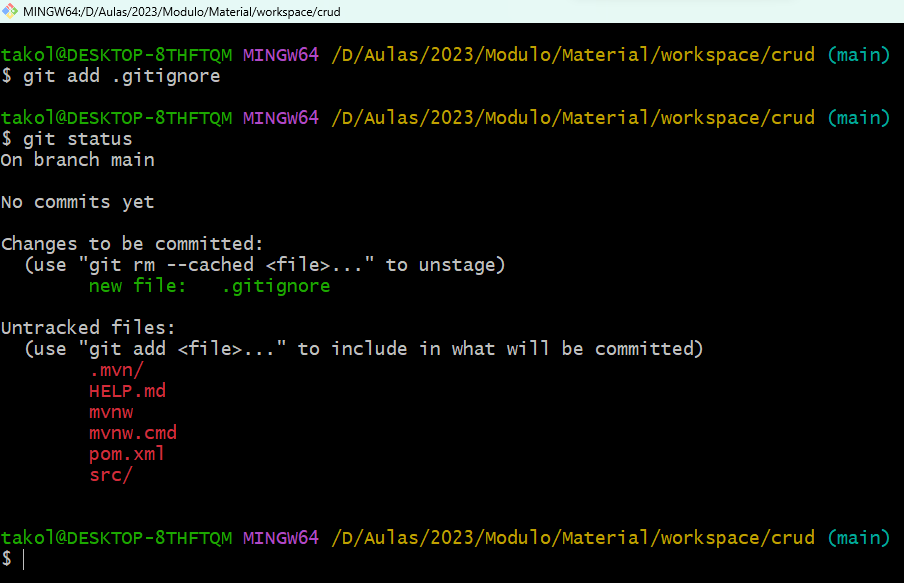 MINGW64:/D/Aulas/2023/Modulo/Material/workspace/crud
takol@DESKTOP-8THFTQM MINGW64 /D/Aulas/2023/Modulo/Material/workspace/crud (main)
$ git add .gitignore
takol@DESKTOP-8THFTQM MINGW64 /D/Aulas/2023/Modulo/Material/workspace/crud (main)
$ git status
On branch main
No commits yet
Changes to be committed:
  (use "git rm --cached <file>..." to unstage)
        new file:   .gitignore
Untracked files:
  (use "git add <file>..." to include in what will be committed)
        .mvn/
        HELP.md
        mvnw
        mvnw.cmd
        pom.xml
        src/
takol@DESKTOP-8THFTQM MINGW64 /D/Aulas/2023/Modulo/Material/workspace/crud (main)
$